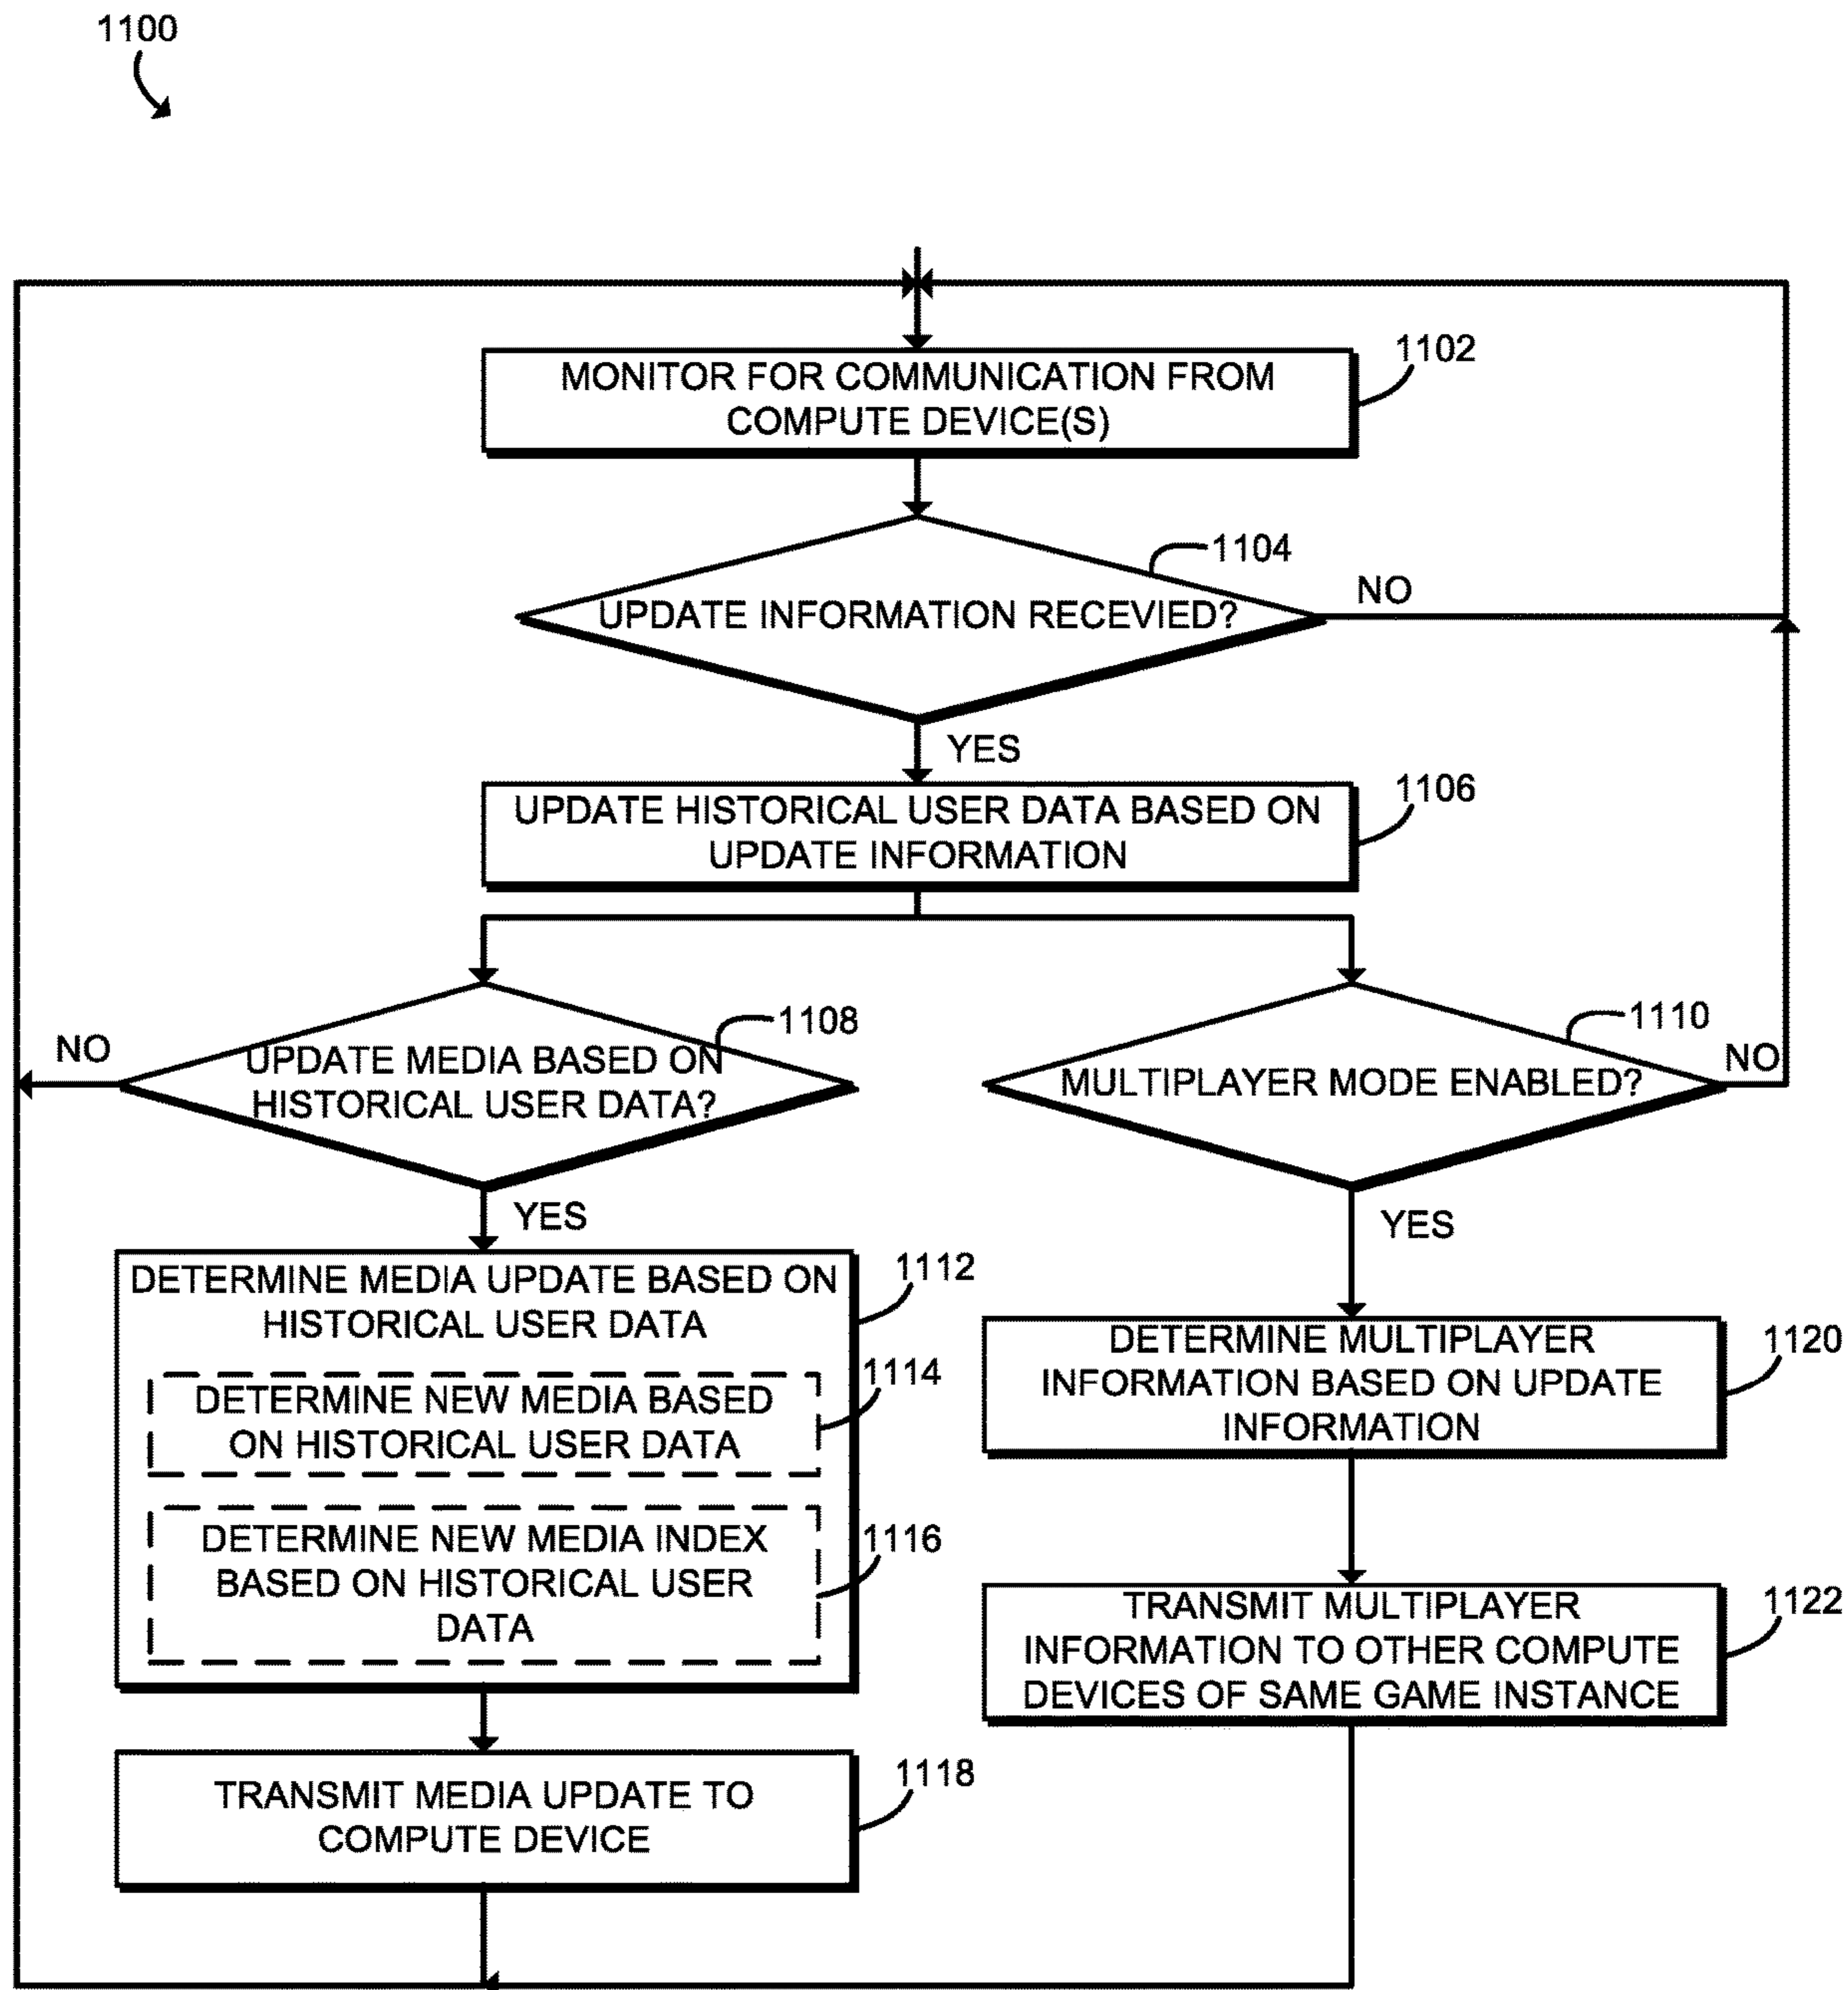 1100
MONITOR FOR COMMUNICATION FROM
COMPUTE DEVICE(S)
1102
1104
UPDATE INFORMATION RECEVIED?
NO
YES
UPDATE HISTORICAL USER DATA BASED ON
UPDATE INFORMATION
1106
NO
UPDATE MEDIA BASED ON
HISTORICAL USER DATA?
1108
YES
1110
MULTIPLAYER MODE ENABLED?
NO
YES
DETERMINE MEDIA UPDATE BASED ON
HISTORICAL USER DATA
1112
DETERMINE NEW MEDIA BASED
ON HISTORICAL USER DATA
1114
DETERMINE NEW MEDIA INDEX
BASED ON HISTORICAL USER
DATA
1116
TRANSMIT MEDIA UPDATE TO
COMPUTE DEVICE
1118
DETERMINE MULTIPLAYER
INFORMATION BASED ON UPDATE
INFORMATION
1120
TRANSMIT MULTIPLAYER
INFORMATION TO OTHER COMPUTE
DEVICES OF SAME GAME INSTANCE
1122